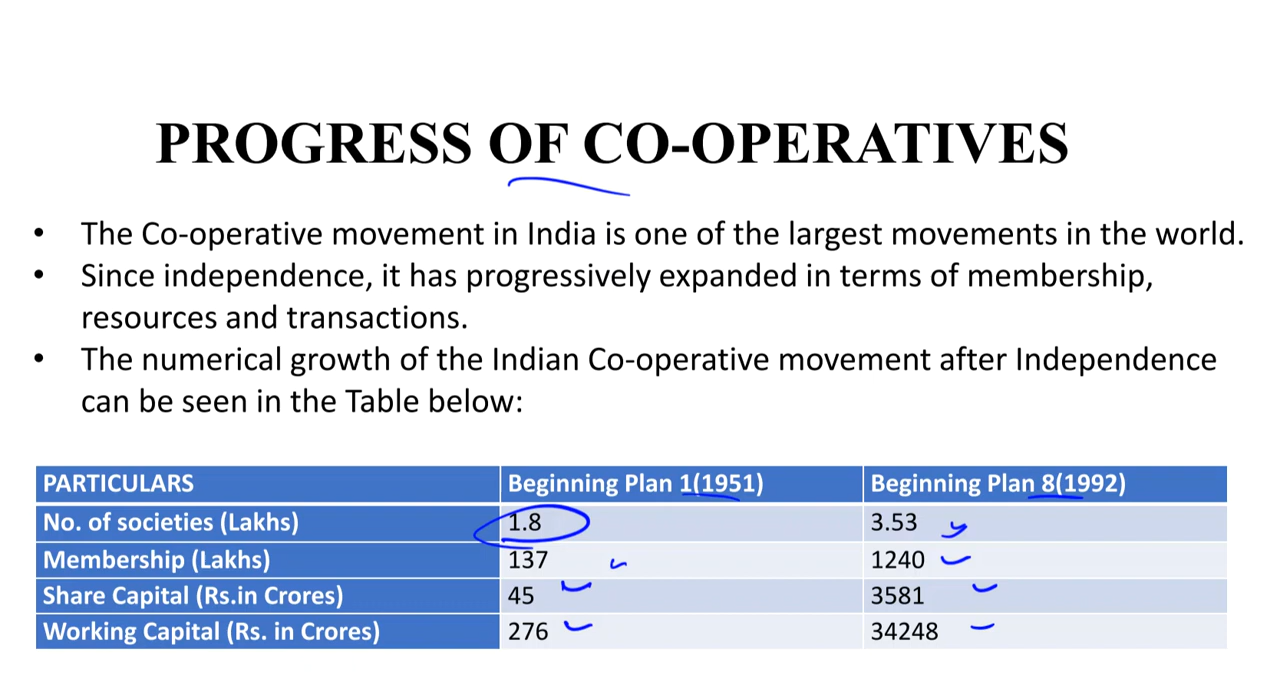 PROGRESS OF CO-OPERATIVES
• The Co-operative movement in India is one of the largest movements in the world.
• Since independence, it has progressively expanded in terms of membership,
resources and transactions.
• The numerical growth of the Indian Co-operative movement after Independence
can be seen in the Table below:
PARTICULARS Beginning Plan 1(1951) Beginning Plan 8(1992)
No. of societies (Lakhs) 1.8 3.53
Membership (Lakhs) 137 1240
Share Capital (Rs.in Crores) 45 3581
Working Capital (Rs. in Crores) 276 34248